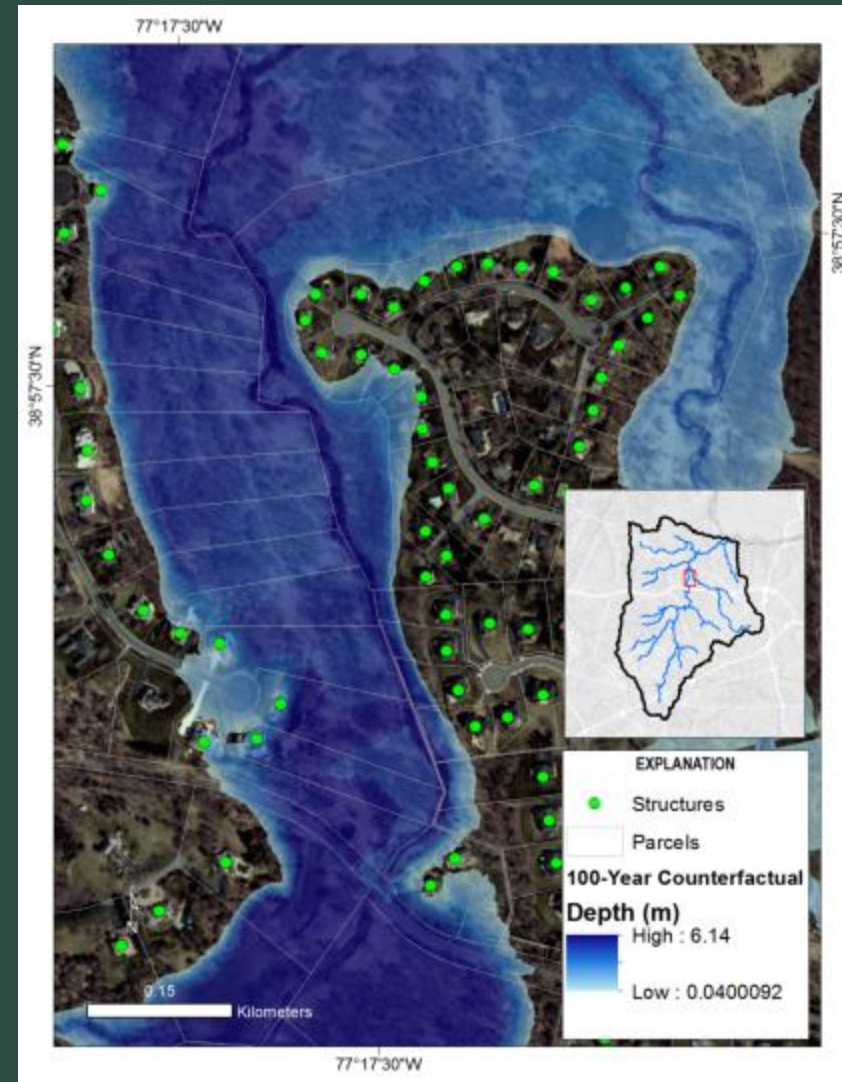 77°17'30"W
38°57'30"N
38°57'30"N
EXPLANATION
Structures
Parcels
100-Year Counterfactual
Depth (m)
High : 6.14
Low : 0.0400092
0.15
Kilometers
77°17'30"W